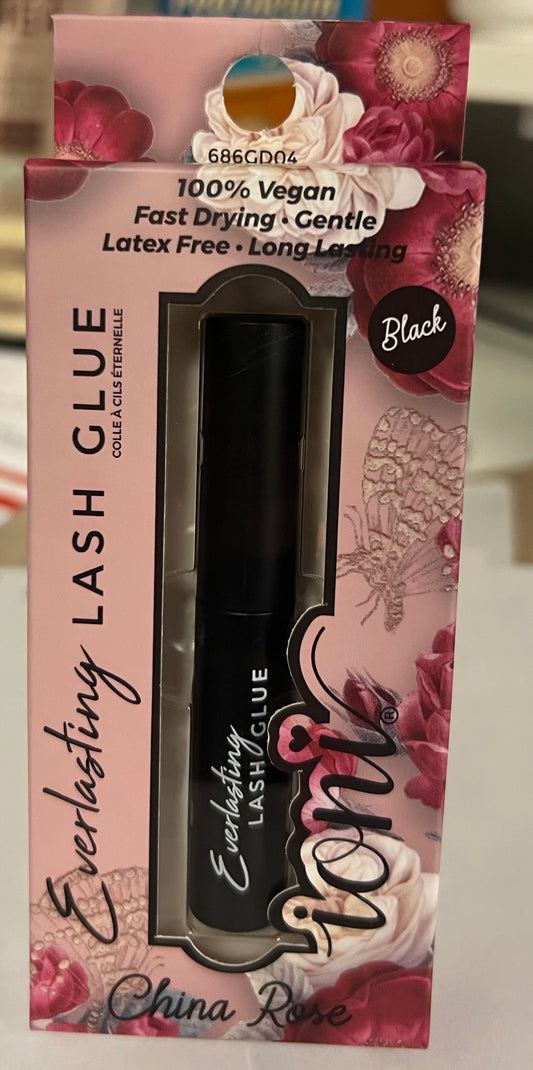 686GD04
100% Vegan
Fast Drying • Gentle
Latex Free • Long Lasting
Black
Everlasting LASH GLUE
COLLE À CILS ÉTERNELLE
Everlasting
LASH GLUE
ioni®
China Rose